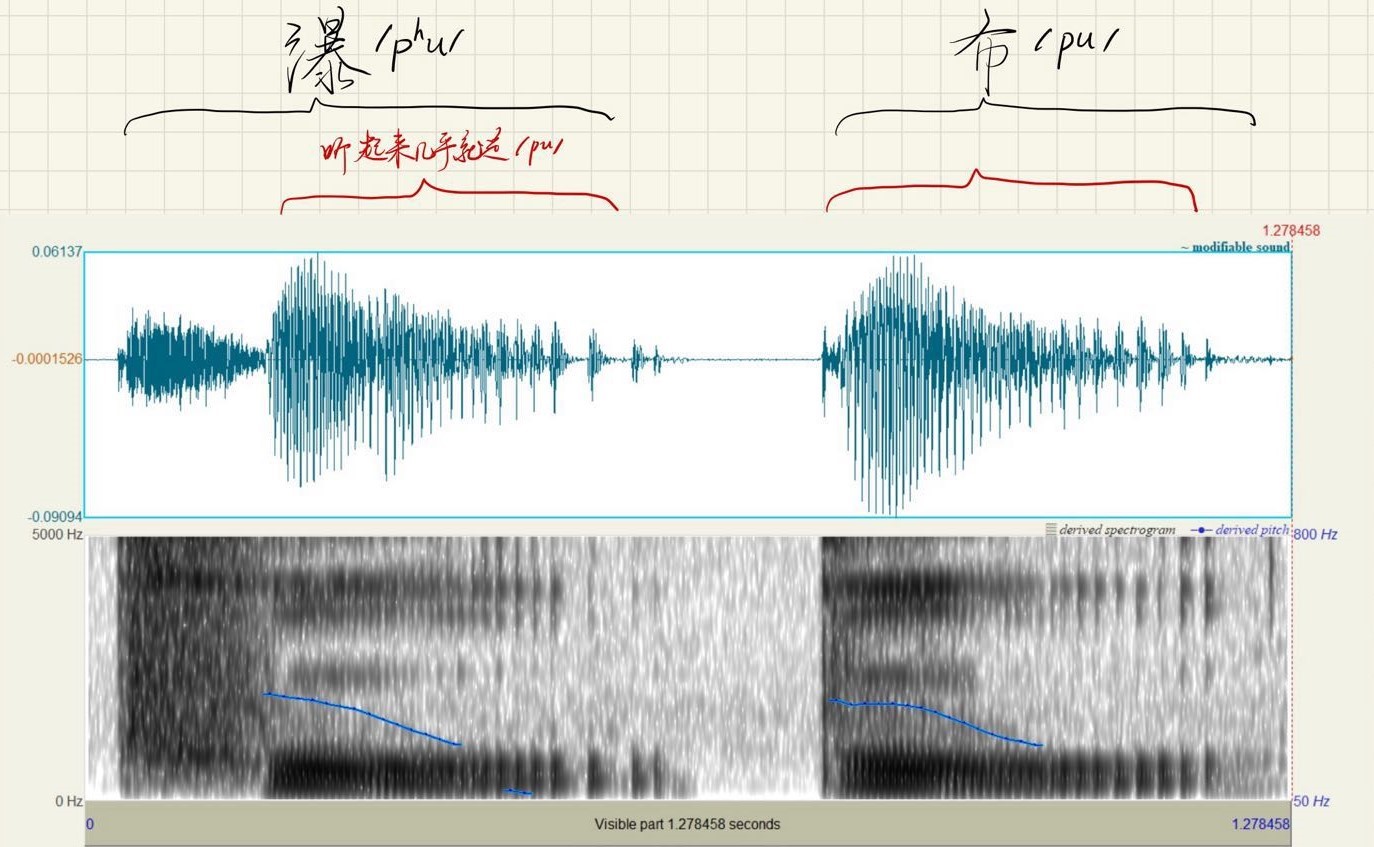 瀑 /pʰu/
布 /pu/
听起来几乎就是 /pu/
1.278458
~ modifiable sound
0.06137
-0.0001526
-0.09094
5000 Hz
derived spectrogram
derived pitch
800 Hz
0 Hz
50 Hz
0
Visible part 1.278458 seconds
1.278458